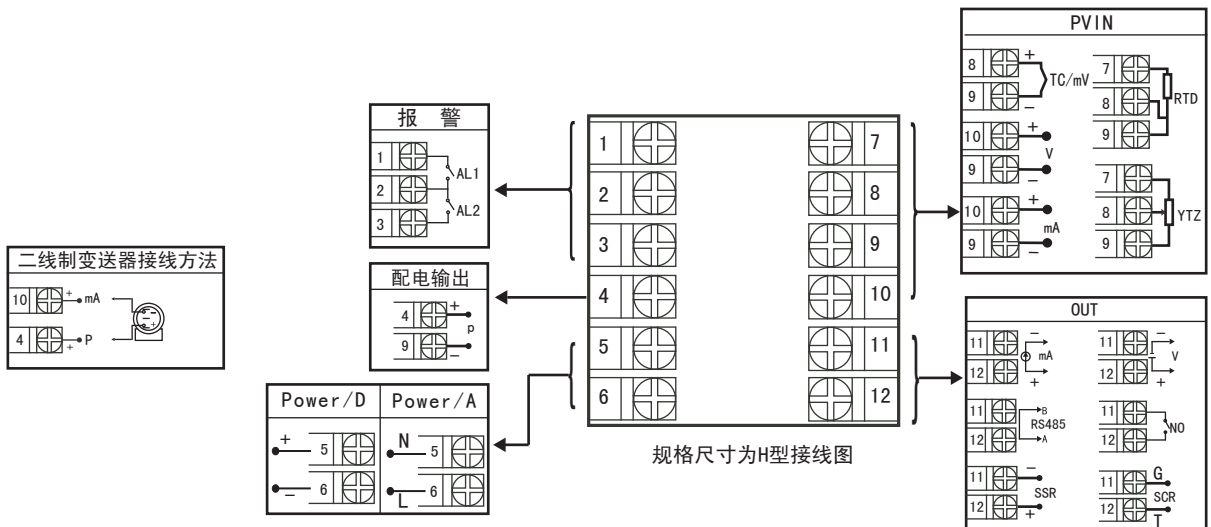 PVIN
8 + TC/mV
9 -
10 + V
9 -
10 + mA
9 -
7 RTD
8
9
7
8 YTZ
9
报 警
1
AL1
2
AL2
3
1 7
2 8
3 9
4 10
5 11
6 12
规格尺寸为H型接线图
二线制变送器接线方法
10 + mA
4 + P
- +
配电输出
4 +
p
9 -
Power/D Power/A
+ 5 N 5
- 6 L 6
OUT
11 - mA
12 +
11 - V
12 +
11 B
RS485
12 A
11
NO
12
11 -
SSR
12 +
11 G
SCR
12 T